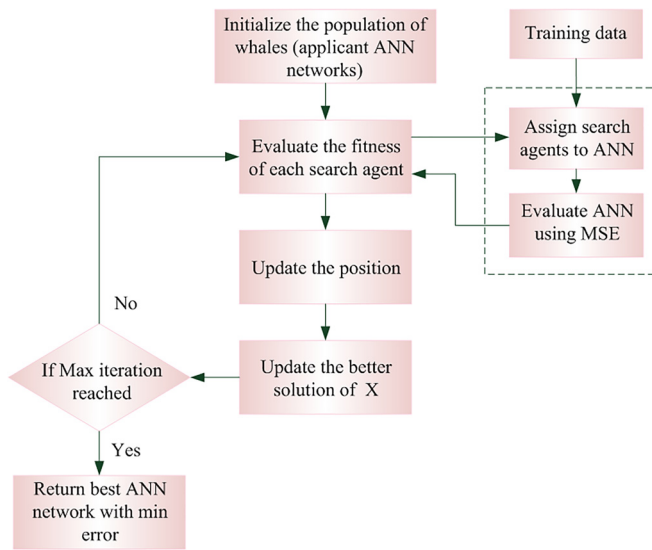 Initialize the population of
whales (applicant ANN
networks)
Training data
Evaluate the fitness
of each search agent
Assign search
agents to ANN
Evaluate ANN
using MSE
Update the position
No
If Max iteration
reached
Update the better
solution of X
Yes
Return best ANN
network with min
error